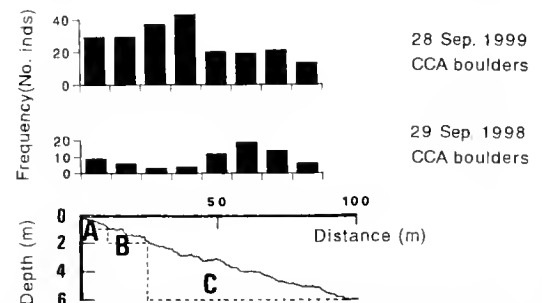 40
20
0
28 Sep. 1999
CCA boulders
Frequency(No. inds)
20
10
0
29 Sep. 1998
CCA boulders
50
100
Distance (m)
Depth (m)
0
2
4
6
A
B
C